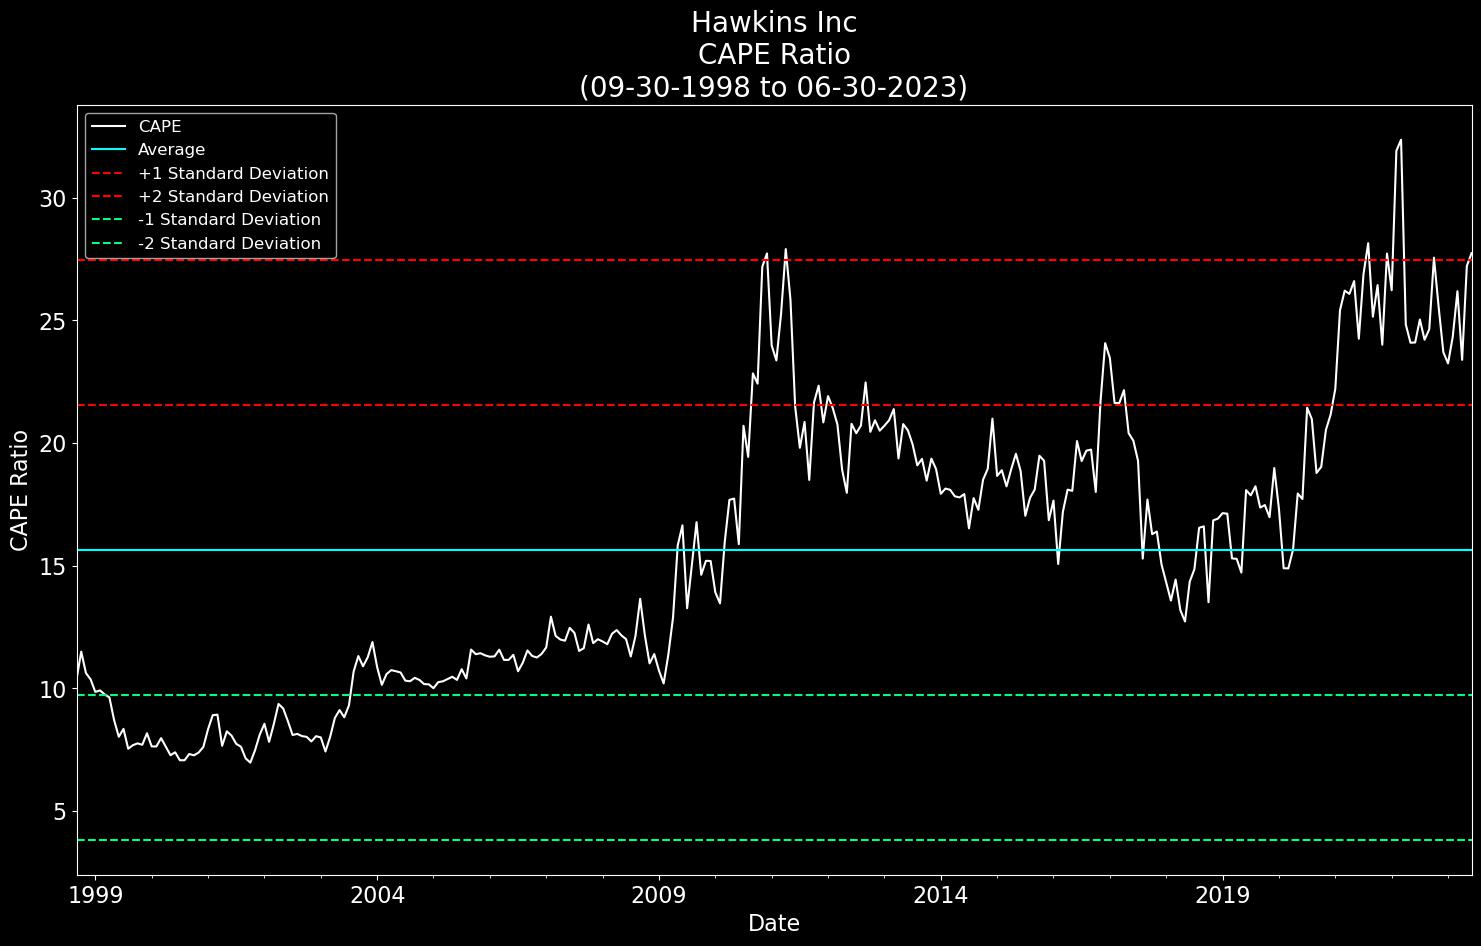 Hawkins Inc
CAPE Ratio
(09-30-1998 to 06-30-2023)
CAPE
Average
+1 Standard Deviation
+2 Standard Deviation
-1 Standard Deviation
-2 Standard Deviation
30
25
20
15
10
5
CAPE Ratio
1999
2004
2009
2014
2019
Date